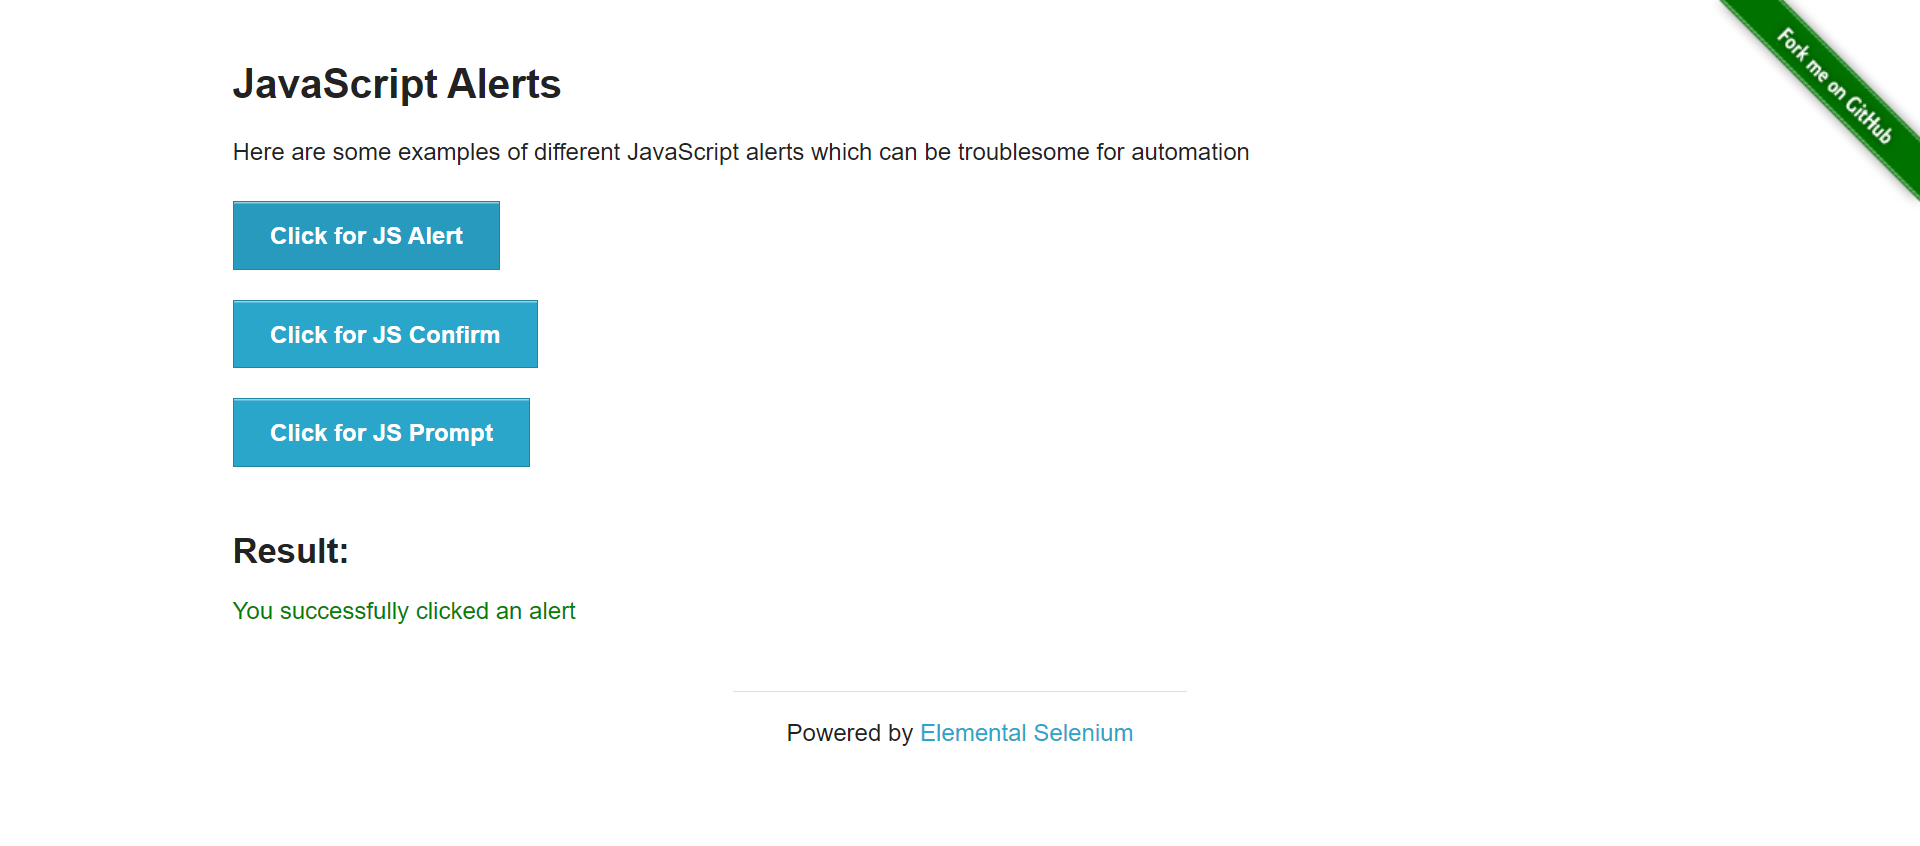 Fork me on GitHub
JavaScript Alerts
Here are some examples of different JavaScript alerts which can be troublesome for automation
Click for JS Alert
Click for JS Confirm
Click for JS Prompt
Result:
You successfully clicked an alert
Powered by Elemental Selenium